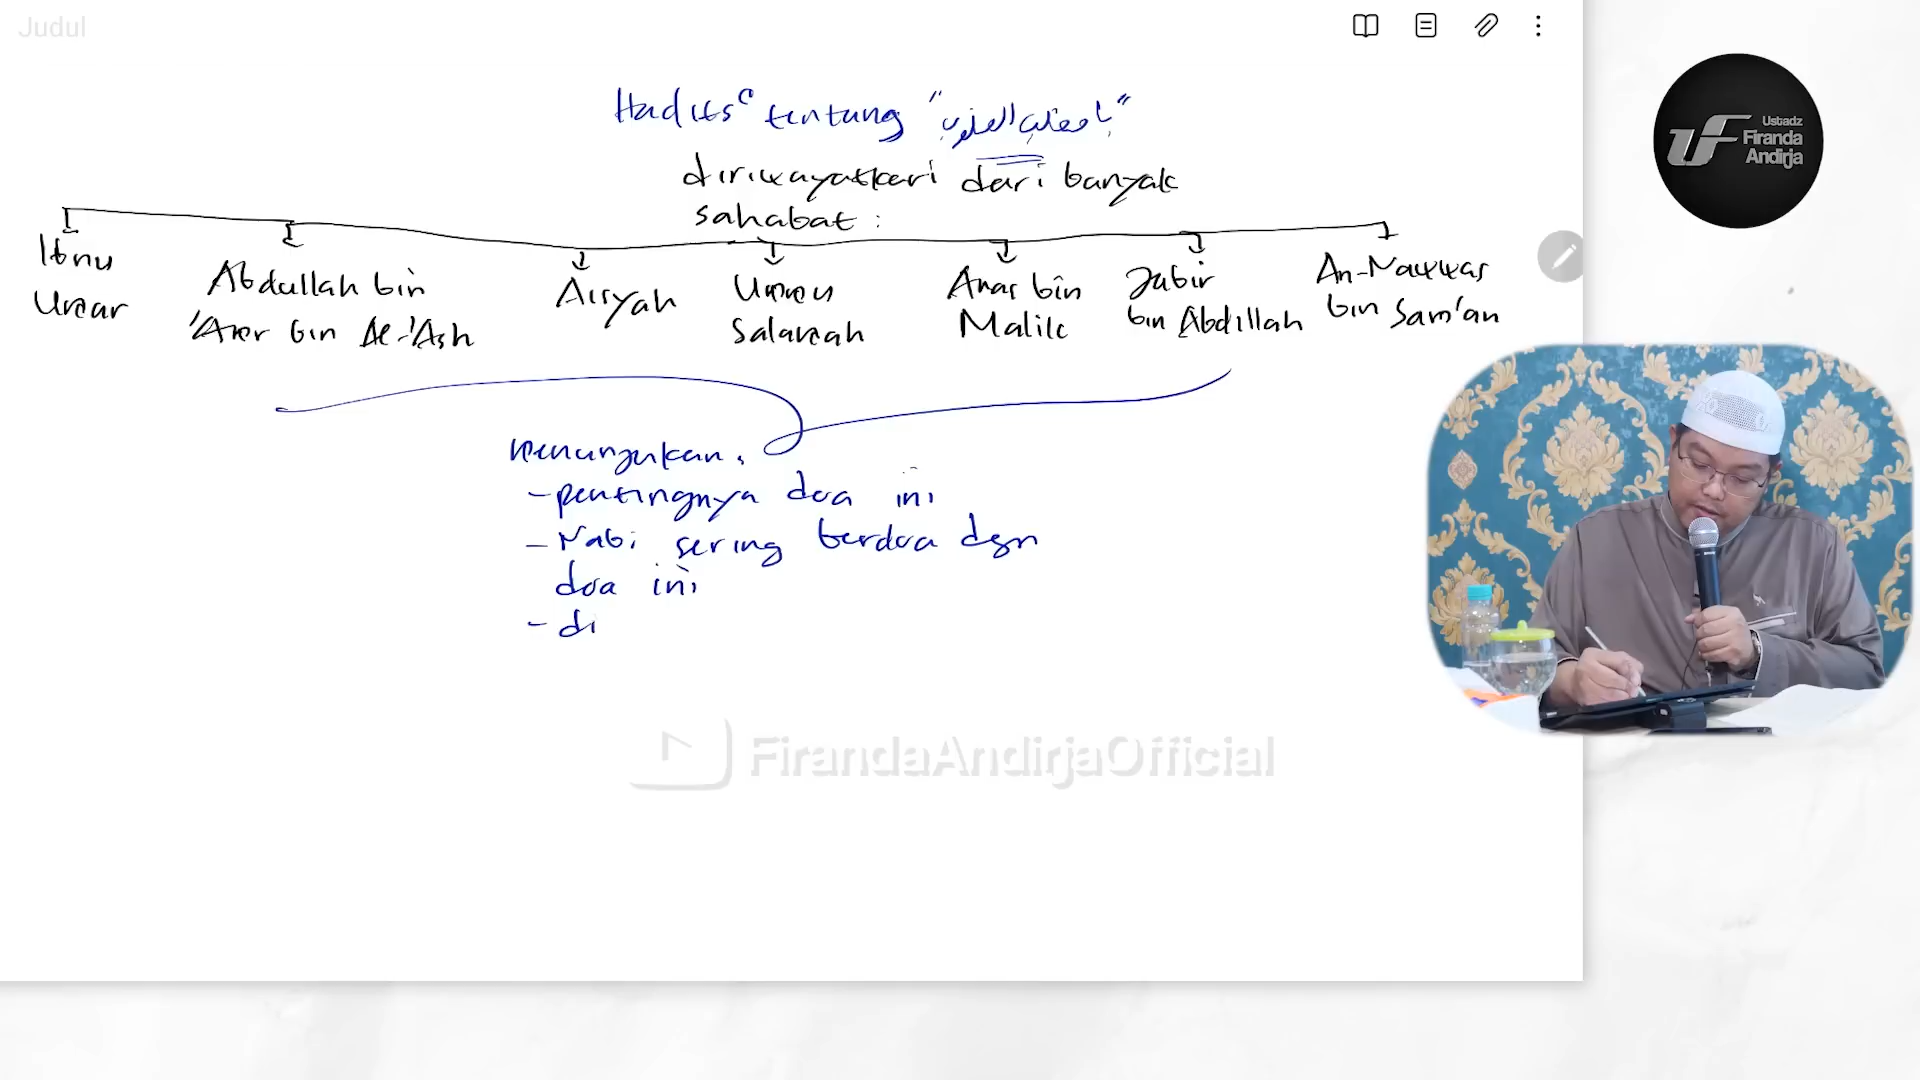 Judul
Hadits² tentang "يا مقلب القلوب"
diriwayatkan dari banyak
sahabat :
Ibnu
Umar
Abdullah bin
'Amr bin Al-'Ash
Aisyah
Ummu
Salamah
Anas bin
Malik
Jabir
bin Abdillah
An-Nawwas
bin Sam'an
menunjukan :
- pentingnya doa ini
- Nabi sering berdoa dgn
doa ini
- di
Ustadz
Firanda
Andirja
FirandaAndirjaOfficial